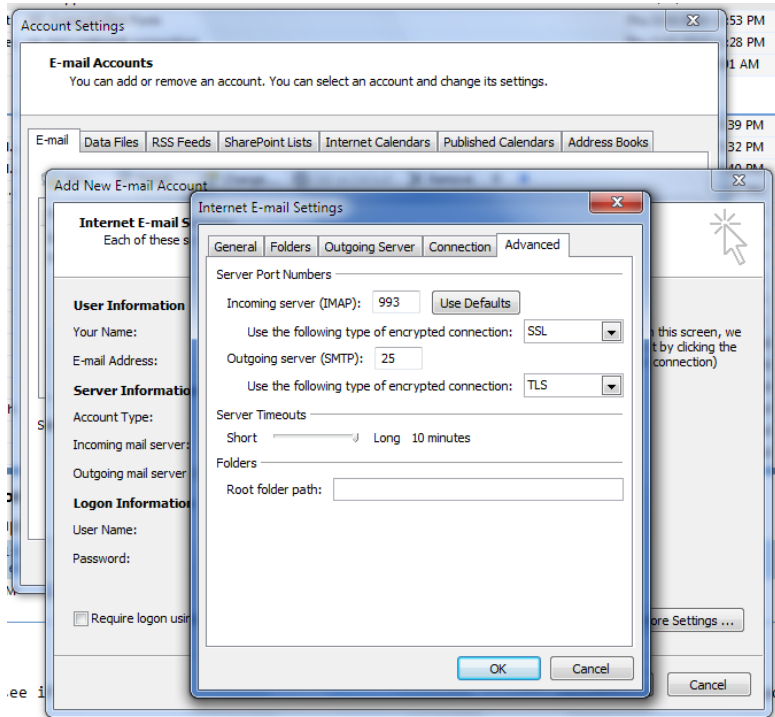 Account Settings
:53 PM
:28 PM
E-mail Accounts
1 AM
You can add or remove an account. You can select an account and change its settings.
39 PM
E-mail Data Files RSS Feeds SharePoint Lists Internet Calendars Published Calendars Address Books
32 PM
40 PM
Add New E-mail Account
Internet E-mail Settings
Internet E-mail S
Each of these s
General Folders Outgoing Server Connection Advanced
Server Port Numbers
User Information
Incoming server (IMAP): 993 Use Defaults
Your Name:
Use the following type of encrypted connection: SSL
this screen, we
t by clicking the
E-mail Address:
Outgoing server (SMTP): 25
connection)
Server Informatio
Use the following type of encrypted connection: TLS
Account Type:
Server Timeouts
Short Long 10 minutes
Incoming mail server:
Folders
Outgoing mail server
Root folder path:
Logon Information
User Name:
Password:
Require logon usin
ore Settings ...
OK Cancel
Cancel
ee i